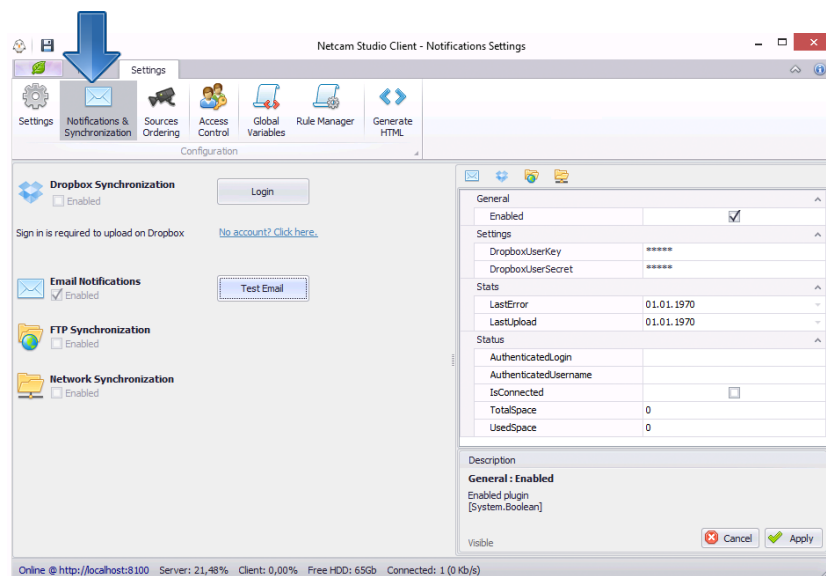 Netcam Studio Client - Notifications Settings
Settings
Settings
Notifications &
Synchronization
Sources
Ordering
Access
Control
Global
Variables
Rule Manager
Generate
HTML
Configuration
Dropbox Synchronization
Enabled
Login
Sign in is required to upload on Dropbox
No account? Click here.
Email Notifications
Enabled
Test Email
FTP Synchronization
Enabled
Network Synchronization
Enabled
General
Enabled
Settings
DropboxUserKey *****
DropboxUserSecret *****
Stats
LastError 01.01.1970
LastUpload 01.01.1970
Status
AuthenticatedLogin
AuthenticatedUsername
IsConnected
TotalSpace 0
UsedSpace 0
Description
General : Enabled
Enabled plugin
[System.Boolean]
Visible
Cancel
Apply
Online @ http://localhost:8100 Server: 21,48% Client: 0,00% Free HDD: 65Gb Connected: 1 (0 Kb/s)